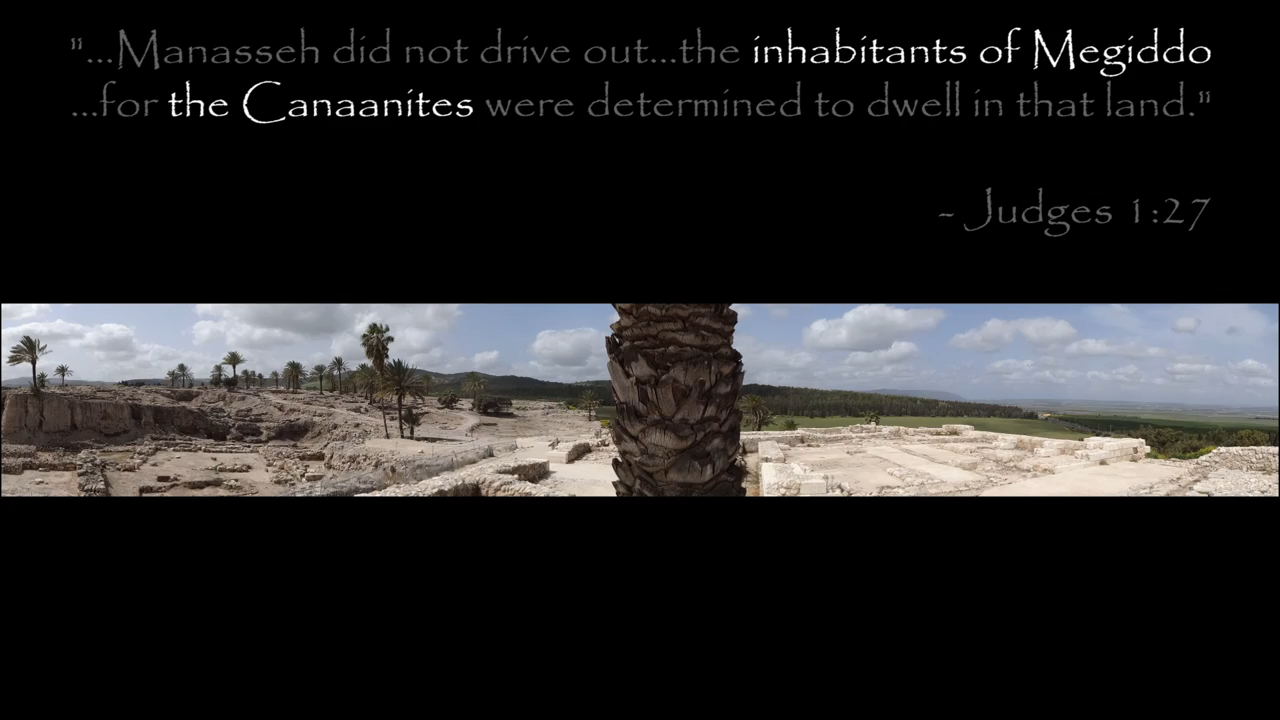 "...Manasseh did not drive out...the inhabitants of Megiddo
...for the Canaanites were determined to dwell in that land."
- Judges 1:27